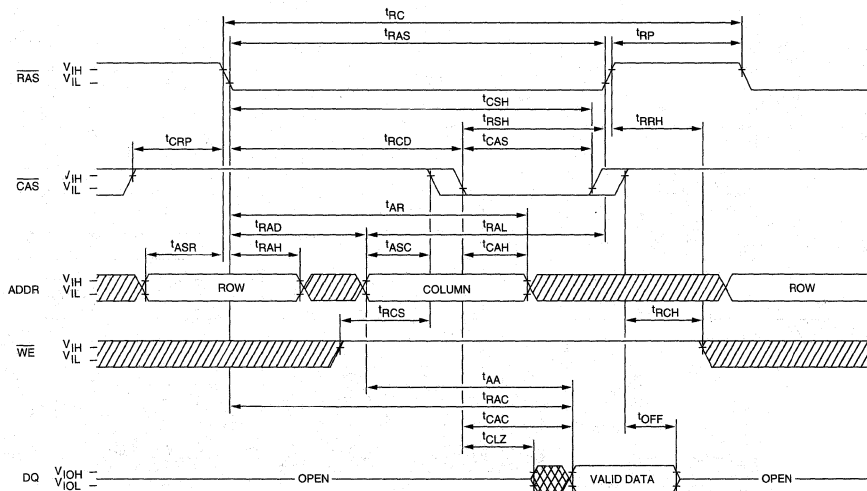 tRC
tRAS
tRP
RAS
VIH
VIL
tCSH
tRSH
tRRH
tCRP
tRCD
tCAS
CAS
VIH
VIL
tAR
tRAD
tRAL
tASR
tRAH
tASC
tCAH
ADDR
VIH
VIL
ROW
COLUMN
ROW
tRCS
tRCH
WE
VIH
VIL
tAA
tRAC
tCAC
tOFF
tCLZ
DQ
VIOH
VIOL
OPEN
VALID DATA
OPEN